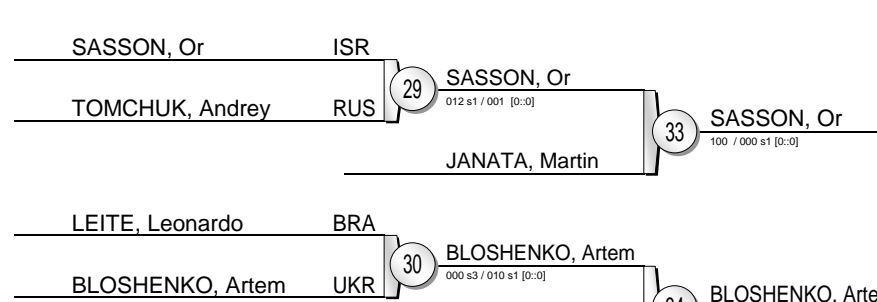 SASSON, Or ISR
29
SASSON, Or
012 s1 / 001 [0::0]
TOMCHUK, Andrey RUS
33
SASSON, Or
100 / 000 s1 [0::0]
JANATA, Martin
LEITE, Leonardo BRA
30
BLOSHENKO, Artem
000 s3 / 010 s1 [0::0]
BLOSHENKO, Artem UKR
BLOSHENKO, Arte